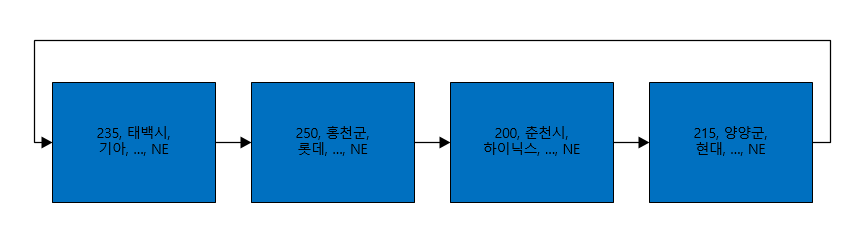 235, 태백시,
기아, ..., NE
250, 홍천군,
롯데, ..., NE
200, 춘천시,
하이닉스, ..., NE
215, 양양군,
현대, ..., NE